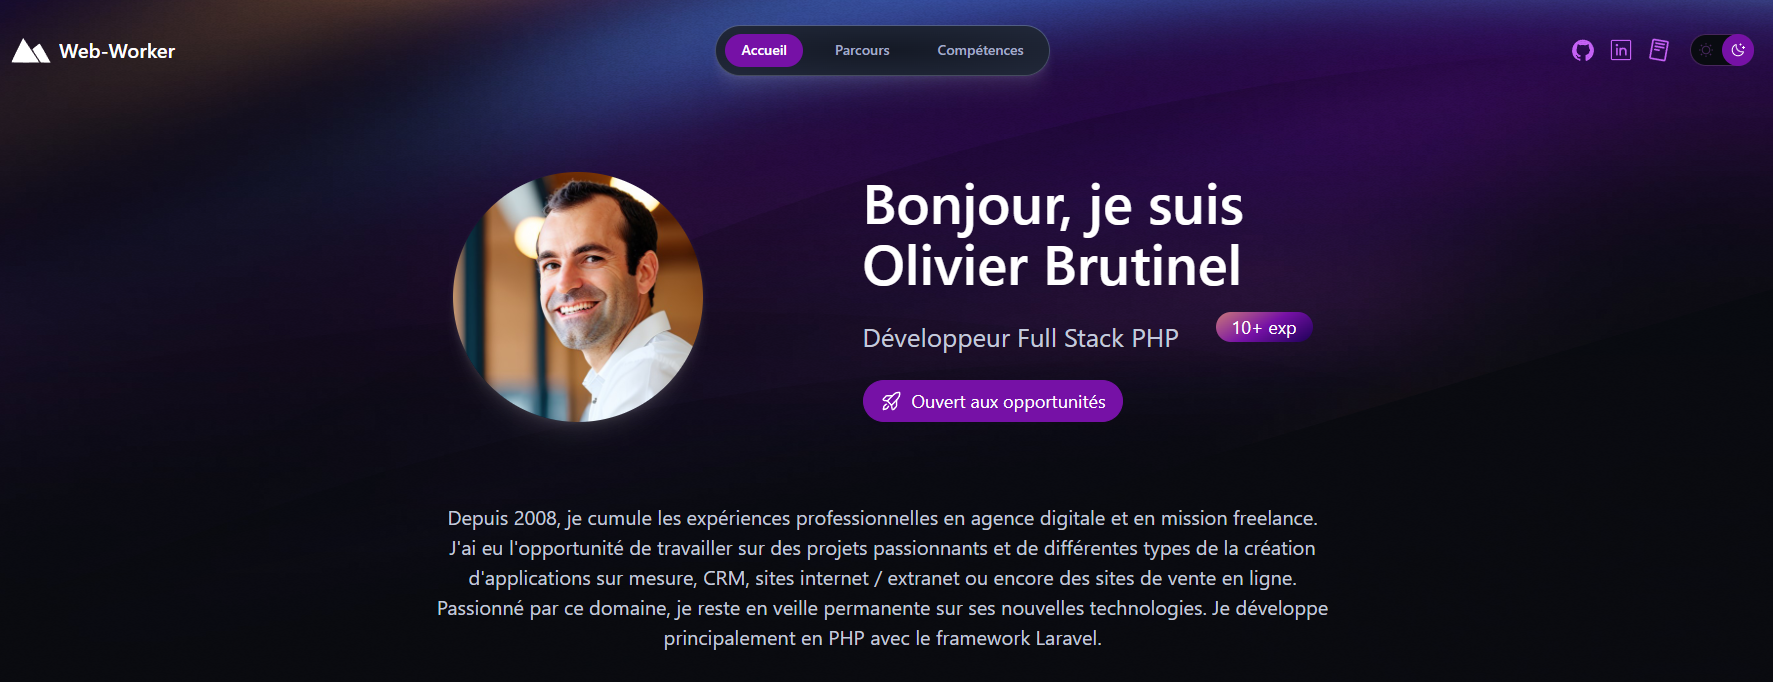 Web-Worker
Accueil
Parcours
Compétences
Bonjour, je suis
Olivier Brutinel
Développeur Full Stack PHP
10+ exp
Ouvert aux opportunités
Depuis 2008, je cumule les expériences professionnelles en agence digitale et en mission freelance.
J'ai eu l'opportunité de travailler sur des projets passionnants et de différentes types de la création
d'applications sur mesure, CRM, sites internet / extranet ou encore des sites de vente en ligne.
Passionné par ce domaine, je reste en veille permanente sur ses nouvelles technologies. Je développe
principalement en PHP avec le framework Laravel.